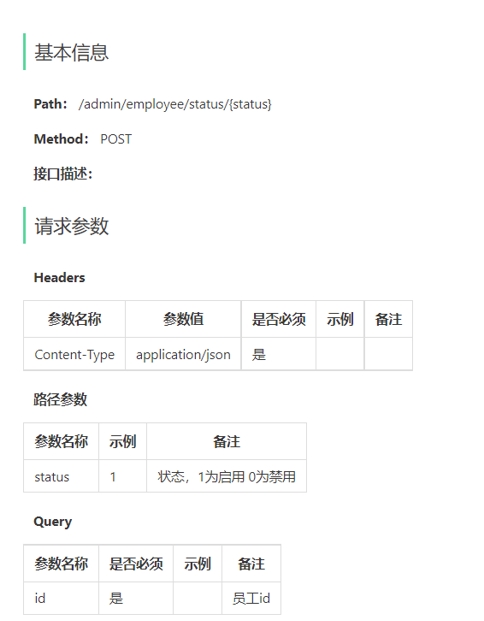 基本信息
Path： /admin/employee/status/{status}
Method： POST
接口描述：
请求参数
Headers
参数名称 参数值 是否必须 示例 备注
Content-Type application/json 是
路径参数
参数名称 示例 备注
status 1 状态，1为启用 0为禁用
Query
参数名称 是否必须 示例 备注
id 是 员工id